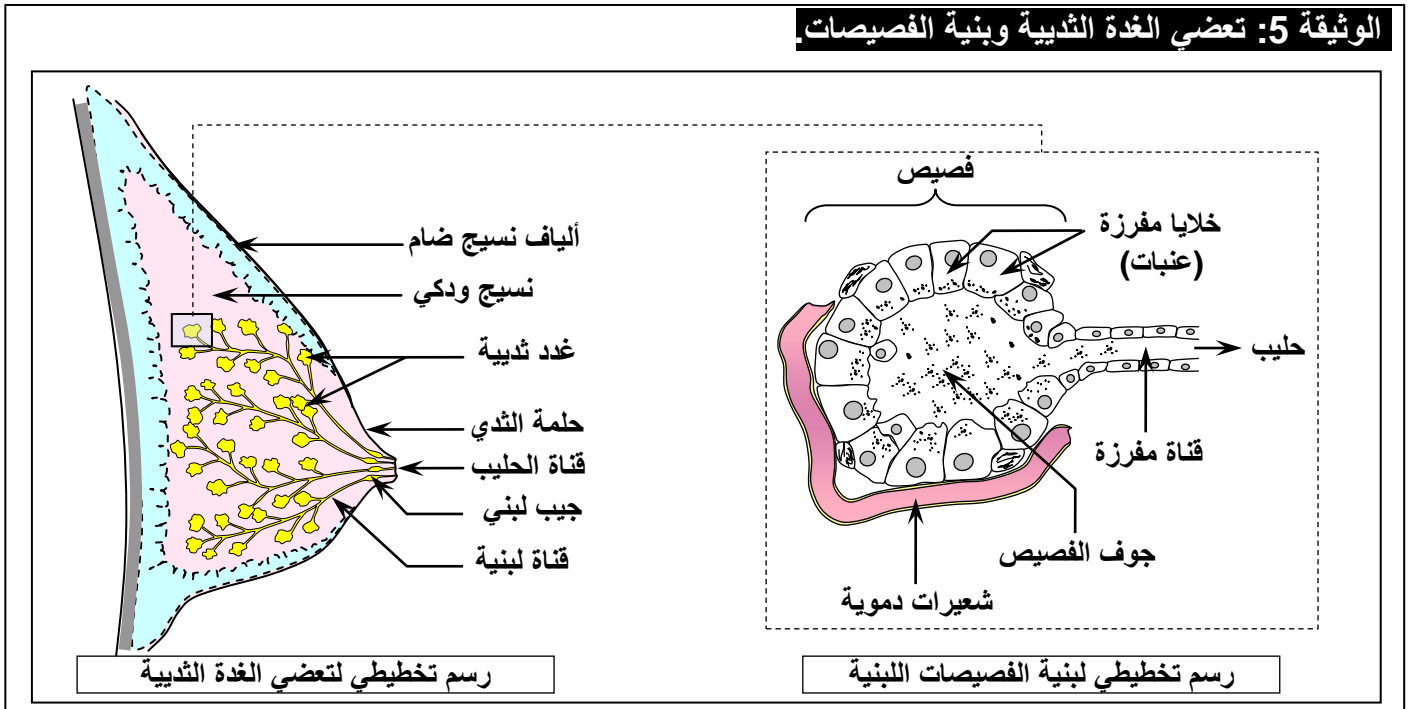 الوثيقة 5: تعضي الغدة الثديية وبنية الفصيصات.
فصيص
خلايا مفرزة
(عنبات)
حليب
قناة مفرزة
جوف الفصيص
شعيرات دموية
رسم تخطيطي لبنية الفصيصات اللبنية
ألياف نسيج ضام
نسيج ودكي
غدد ثديية
حلمة الثدي
قناة الحليب
جيب لبني
قناة لبنية
رسم تخطيطي لتعضي الغدة الثديية